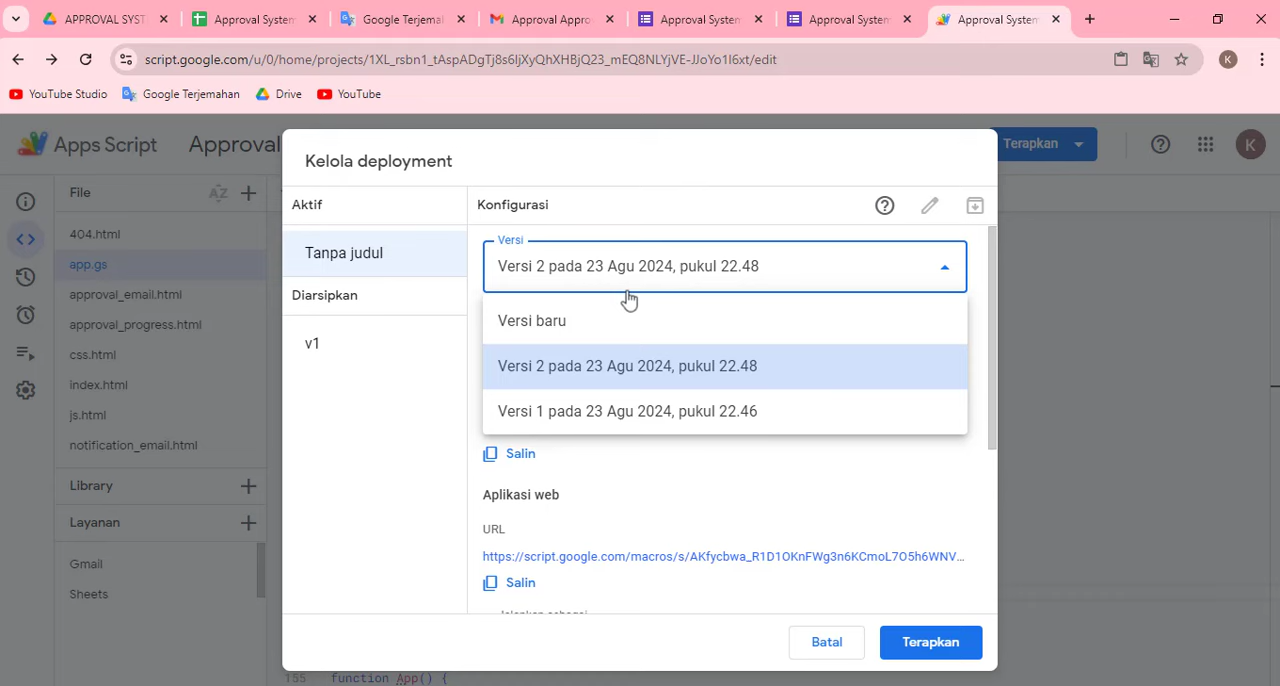 APPROVAL SYST
Approval System
Google Terjemal
Approval Appro
Approval System
Approval System
Approval System
script.google.com/u/0/home/projects/1XL_rsbn1_tAspADgTj8s6ljXyQhXHBjQ23_mEQ8NLYjVE-JJoYo1I6xt/edit
K
YouTube Studio
Google Terjemahan
Drive
YouTube
Apps Script
Approval
Terapkan
K
File
404.html
app.gs
approval_email.html
approval_progress.html
css.html
index.html
js.html
notification_email.html
Library
Layanan
Gmail
Sheets
Kelola deployment
Aktif
Tanpa judul
Diarsipkan
v1
Konfigurasi
Versi
Versi 2 pada 23 Agu 2024, pukul 22.48
Versi baru
Versi 2 pada 23 Agu 2024, pukul 22.48
Versi 1 pada 23 Agu 2024, pukul 22.46
Salin
Aplikasi web
URL
https://script.google.com/macros/s/AKfycbwa_R1D1OKnFWg3n6KCmoL7O5h6WNV…
Salin
Jalankan sebagai
Batal
Terapkan
155 function App() {